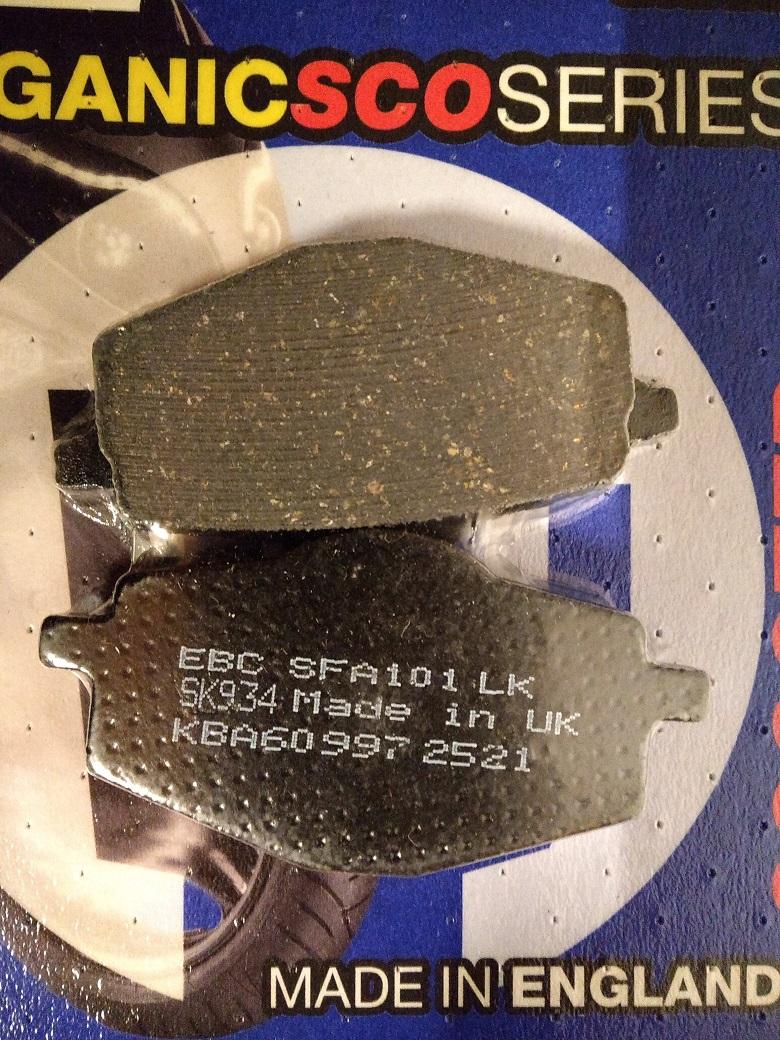 GANICSCOSERIES
EBC SFA101 LK
SK934 Made in UK
KBA60997 2521
MADE IN ENGLAND